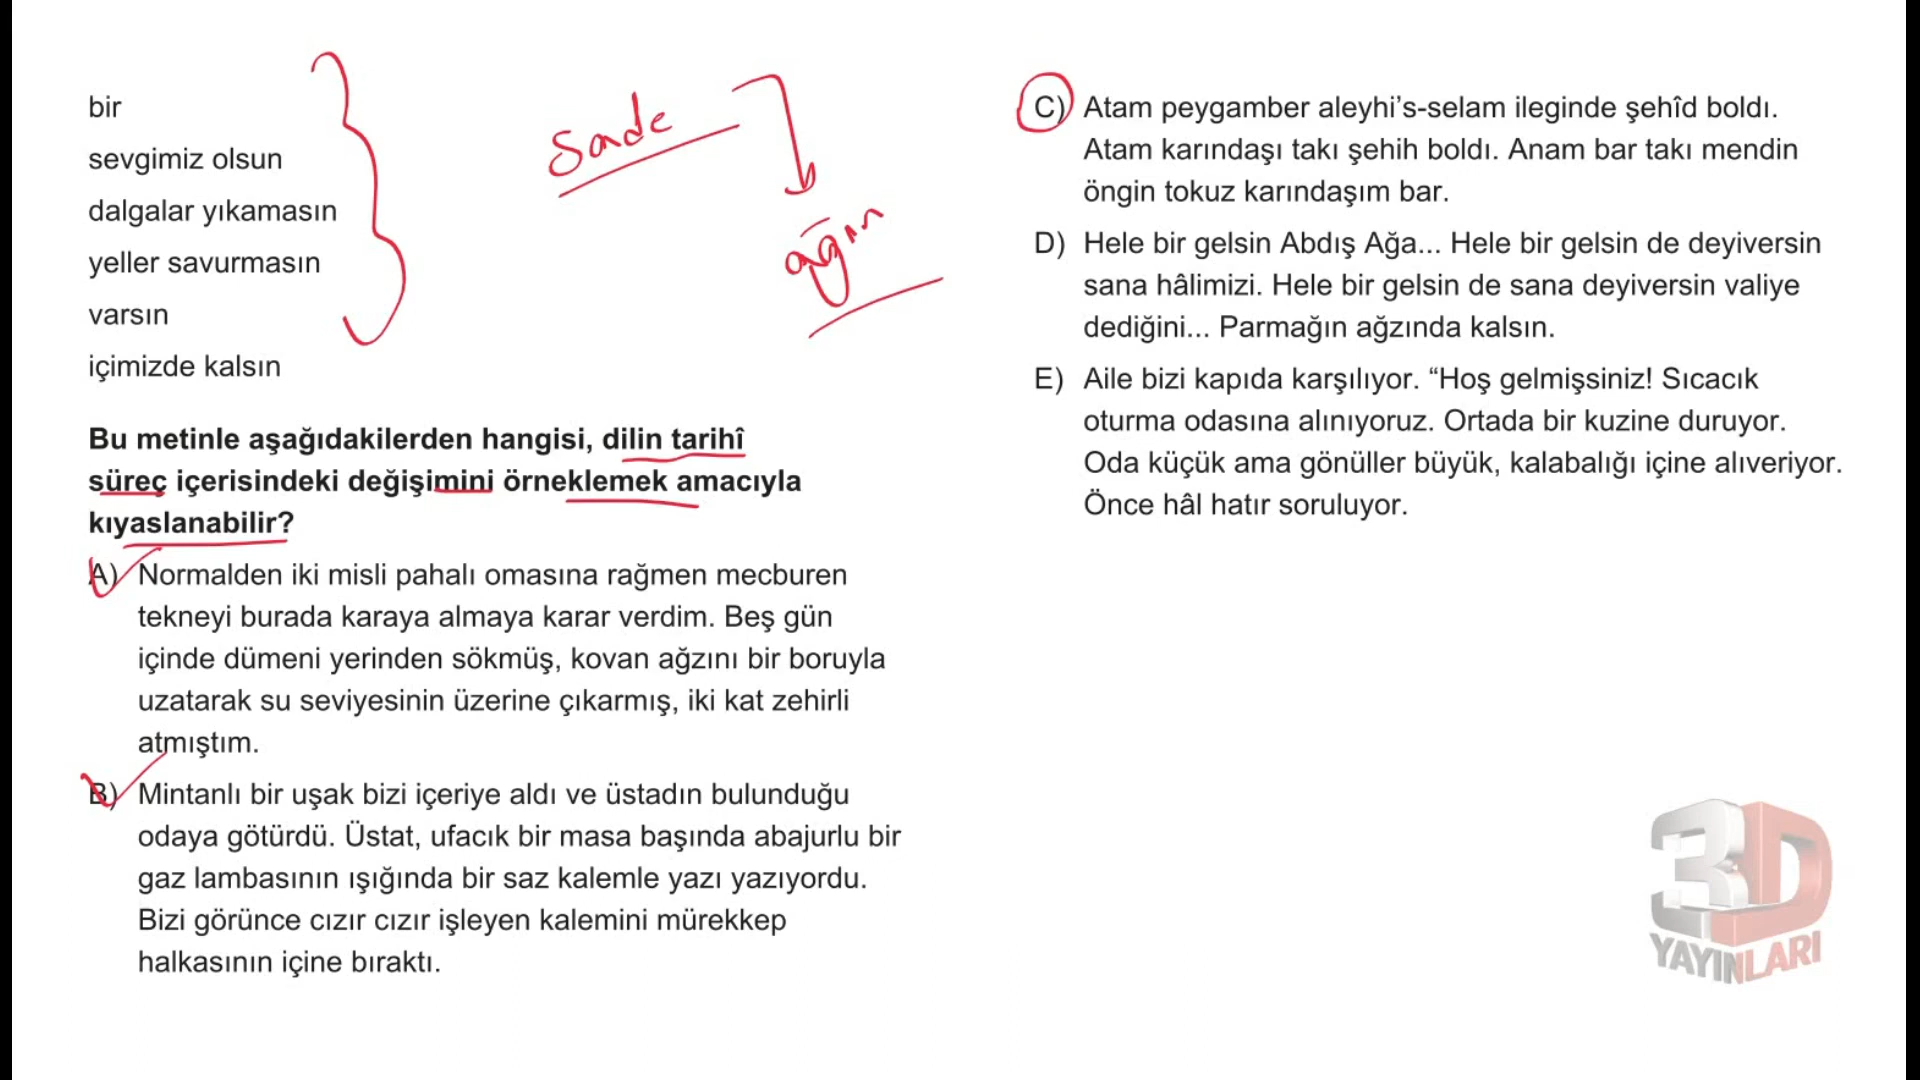 bir
sevgimiz olsun
dalgalar yıkamasın
yeller savurmasın
varsın
içimizde kalsın
Sade
ağır
Bu metinle aşağıdakilerden hangisi, dilin tarihî
süreç içerisindeki değişimini örneklemek amacıyla
kıyaslanabilir?
A) Normalden iki misli pahalı omasına rağmen mecburen
tekneyi burada karaya almaya karar verdim. Beş gün
içinde dümeni yerinden sökmüş, kovan ağzını bir boruyla
uzatarak su seviyesinin üzerine çıkarmış, iki kat zehirli
atmıştım.
B) Mintanlı bir uşak bizi içeriye aldı ve üstadın bulunduğu
odaya götürdü. Üstat, ufacık bir masa başında abajurlu bir
gaz lambasının ışığında bir saz kalemle yazı yazıyordu.
Bizi görünce cızır cızır işleyen kalemini mürekkep
halkasının içine bıraktı.
C) Atam peygamber aleyhi’s-selam ileginde şehîd boldı.
Atam karındaşı takı şehih boldı. Anam bar takı mendin
öngin tokuz karındaşım bar.
D) Hele bir gelsin Abdış Ağa... Hele bir gelsin de deyiversin
sana hâlimizi. Hele bir gelsin de sana deyiversin valiye
dediğini... Parmağın ağzında kalsın.
E) Aile bizi kapıda karşılıyor. “Hoş gelmişsiniz! Sıcacık
oturma odasına alınıyoruz. Ortada bir kuzine duruyor.
Oda küçük ama gönüller büyük, kalabalığı içine alıveriyor.
Önce hâl hatır soruluyor.
3D
YAYINLARI